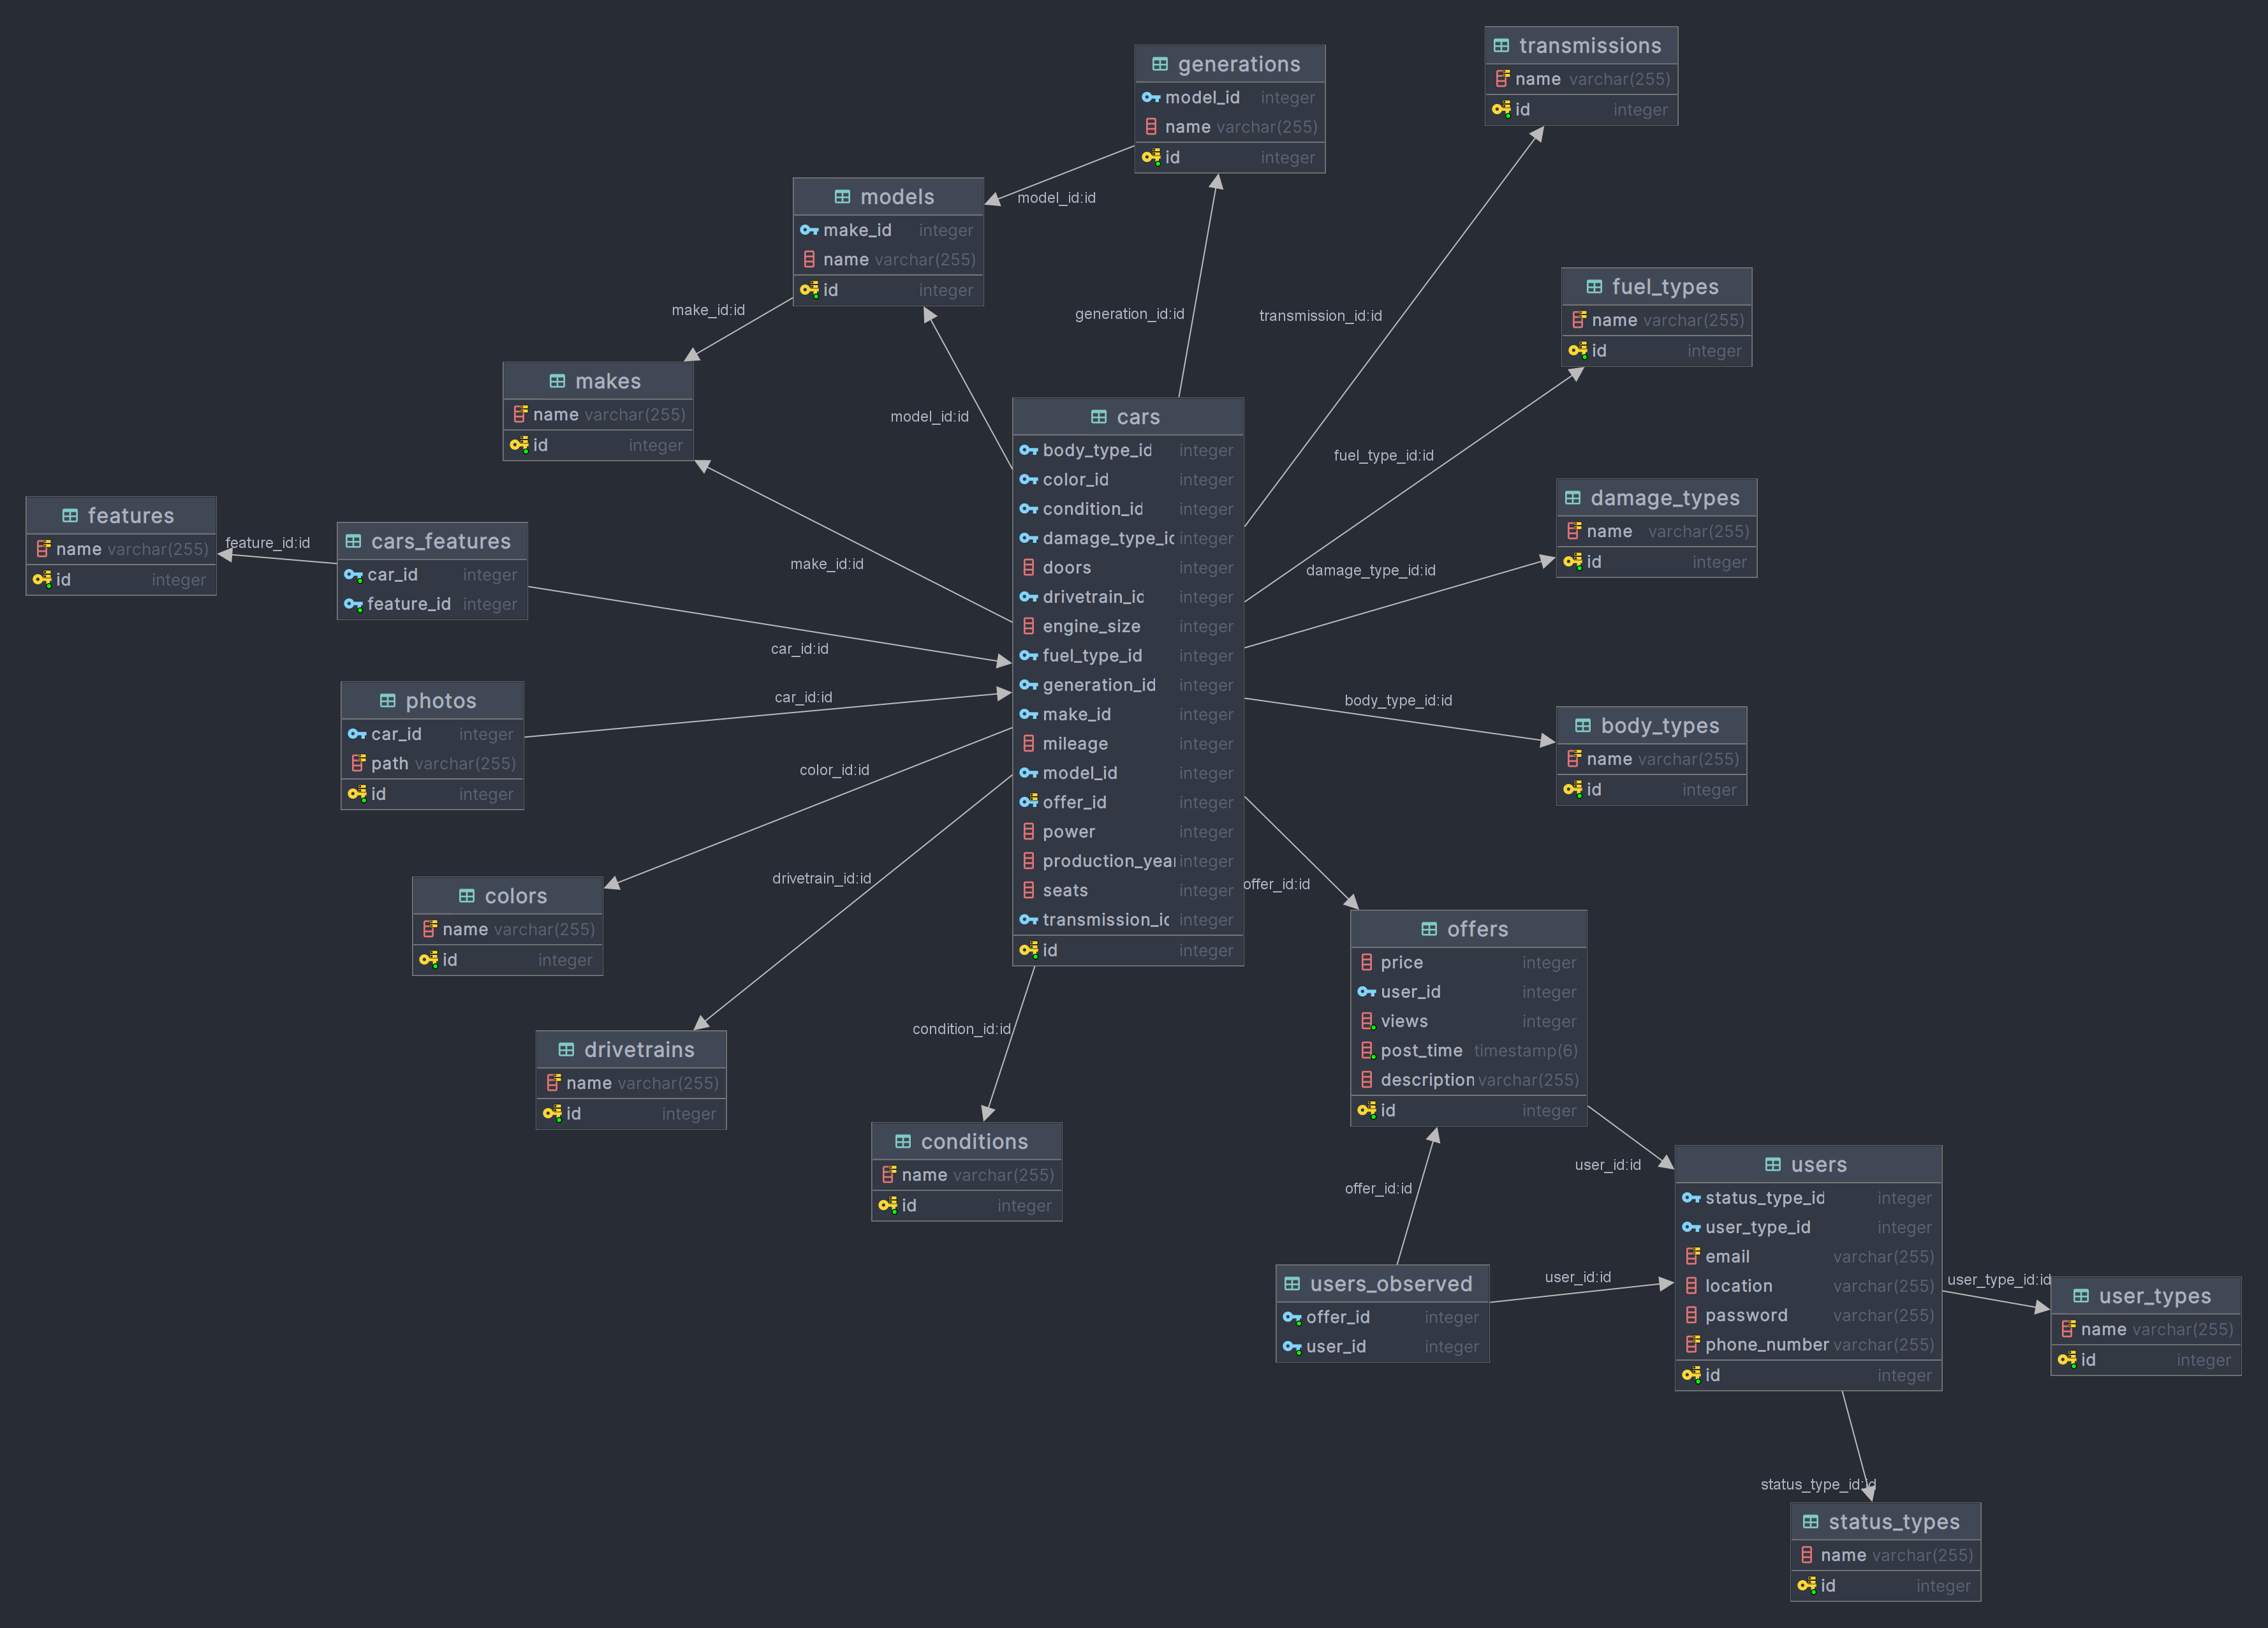 transmissions
name varchar(255)
id integer
generations
model_id integer
name varchar(255)
id integer
models
make_id integer
name varchar(255)
id integer
model_id:id
fuel_types
name varchar(255)
id integer
make_id:id
generation_id:id
transmission_id:id
makes
name varchar(255)
id integer
model_id:id
fuel_type_id:id
cars
body_type_id integer
color_id integer
condition_id integer
damage_type_id integer
doors integer
drivetrain_id integer
engine_size integer
fuel_type_id integer
generation_id integer
make_id integer
mileage integer
model_id integer
offer_id integer
power integer
production_year integer
seats integer
transmission_id integer
id integer
damage_types
name varchar(255)
id integer
features
name varchar(255)
id integer
feature_id:id
cars_features
car_id integer
feature_id integer
make_id:id
damage_type_id:id
car_id:id
photos
car_id integer
path varchar(255)
id integer
car_id:id
body_type_id:id
body_types
name varchar(255)
id integer
color_id:id
colors
name varchar(255)
id integer
drivetrain_id:id
offer_id:id
offers
price integer
user_id integer
views integer
post_time timestamp(6)
description varchar(255)
id integer
drivetrains
name varchar(255)
id integer
condition_id:id
conditions
name varchar(255)
id integer
user_id:id
offer_id:id
users
status_type_id integer
user_type_id integer
email varchar(255)
location varchar(255)
password varchar(255)
phone_number varchar(255)
id integer
users_observed
offer_id integer
user_id integer
user_id:id
user_type_id:id
user_types
name varchar(255)
id integer
status_type_id:id
status_types
name varchar(255)
id integer